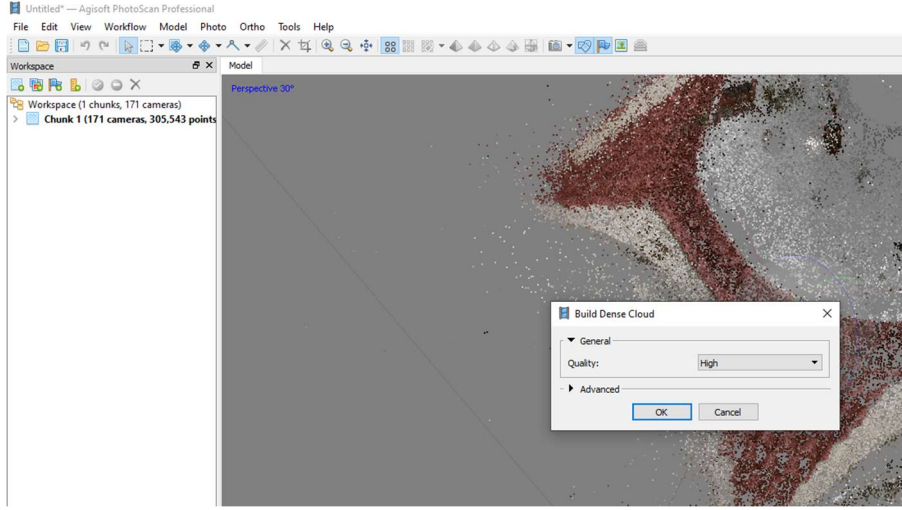 Untitled* — Agisoft PhotoScan Professional
File Edit View Workflow Model Photo Ortho Tools Help
Workspace
Model
Workspace (1 chunks, 171 cameras)
Chunk 1 (171 cameras, 305,543 points
Perspective 30°
Build Dense Cloud
General
Quality: High
Advanced
OK Cancel